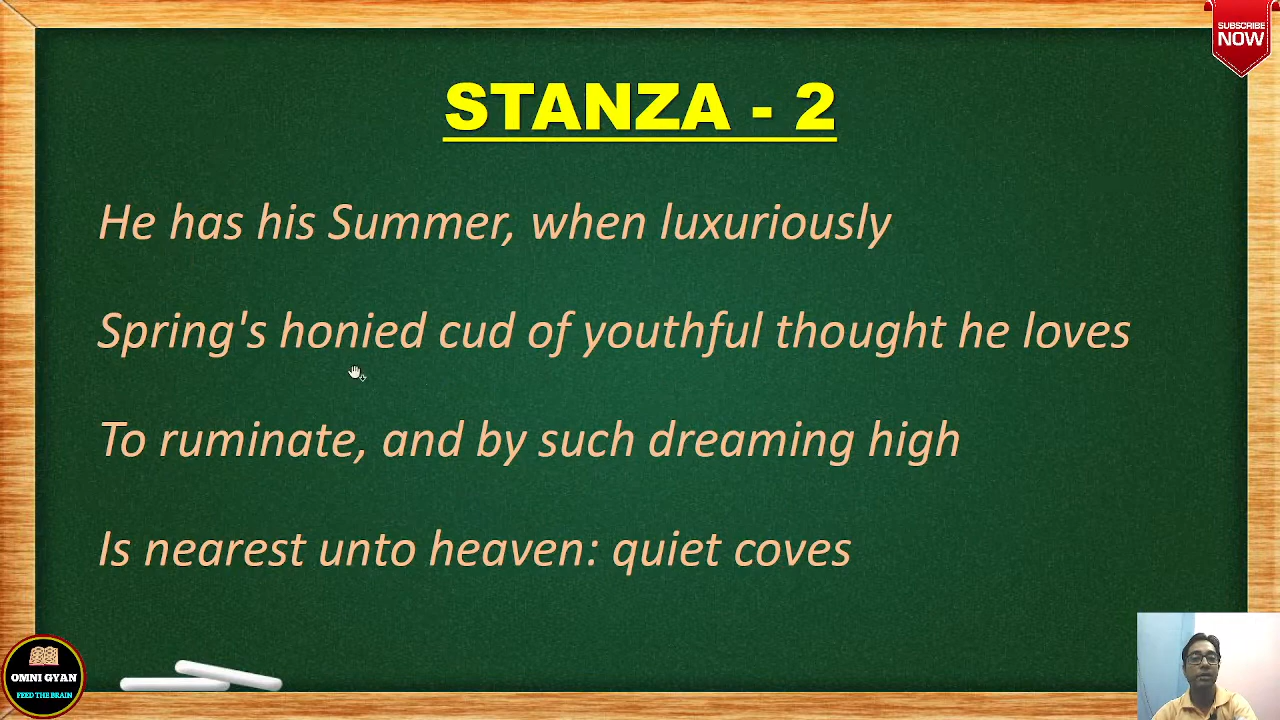 SUBSCRIBE
NOW
STANZA - 2
He has his Summer, when luxuriously
Spring's honied cud of youthful thought he loves
To ruminate, and by such dreaming high
Is nearest unto heaven: quiet coves
OMNI GYAN
FEED THE BRAIN